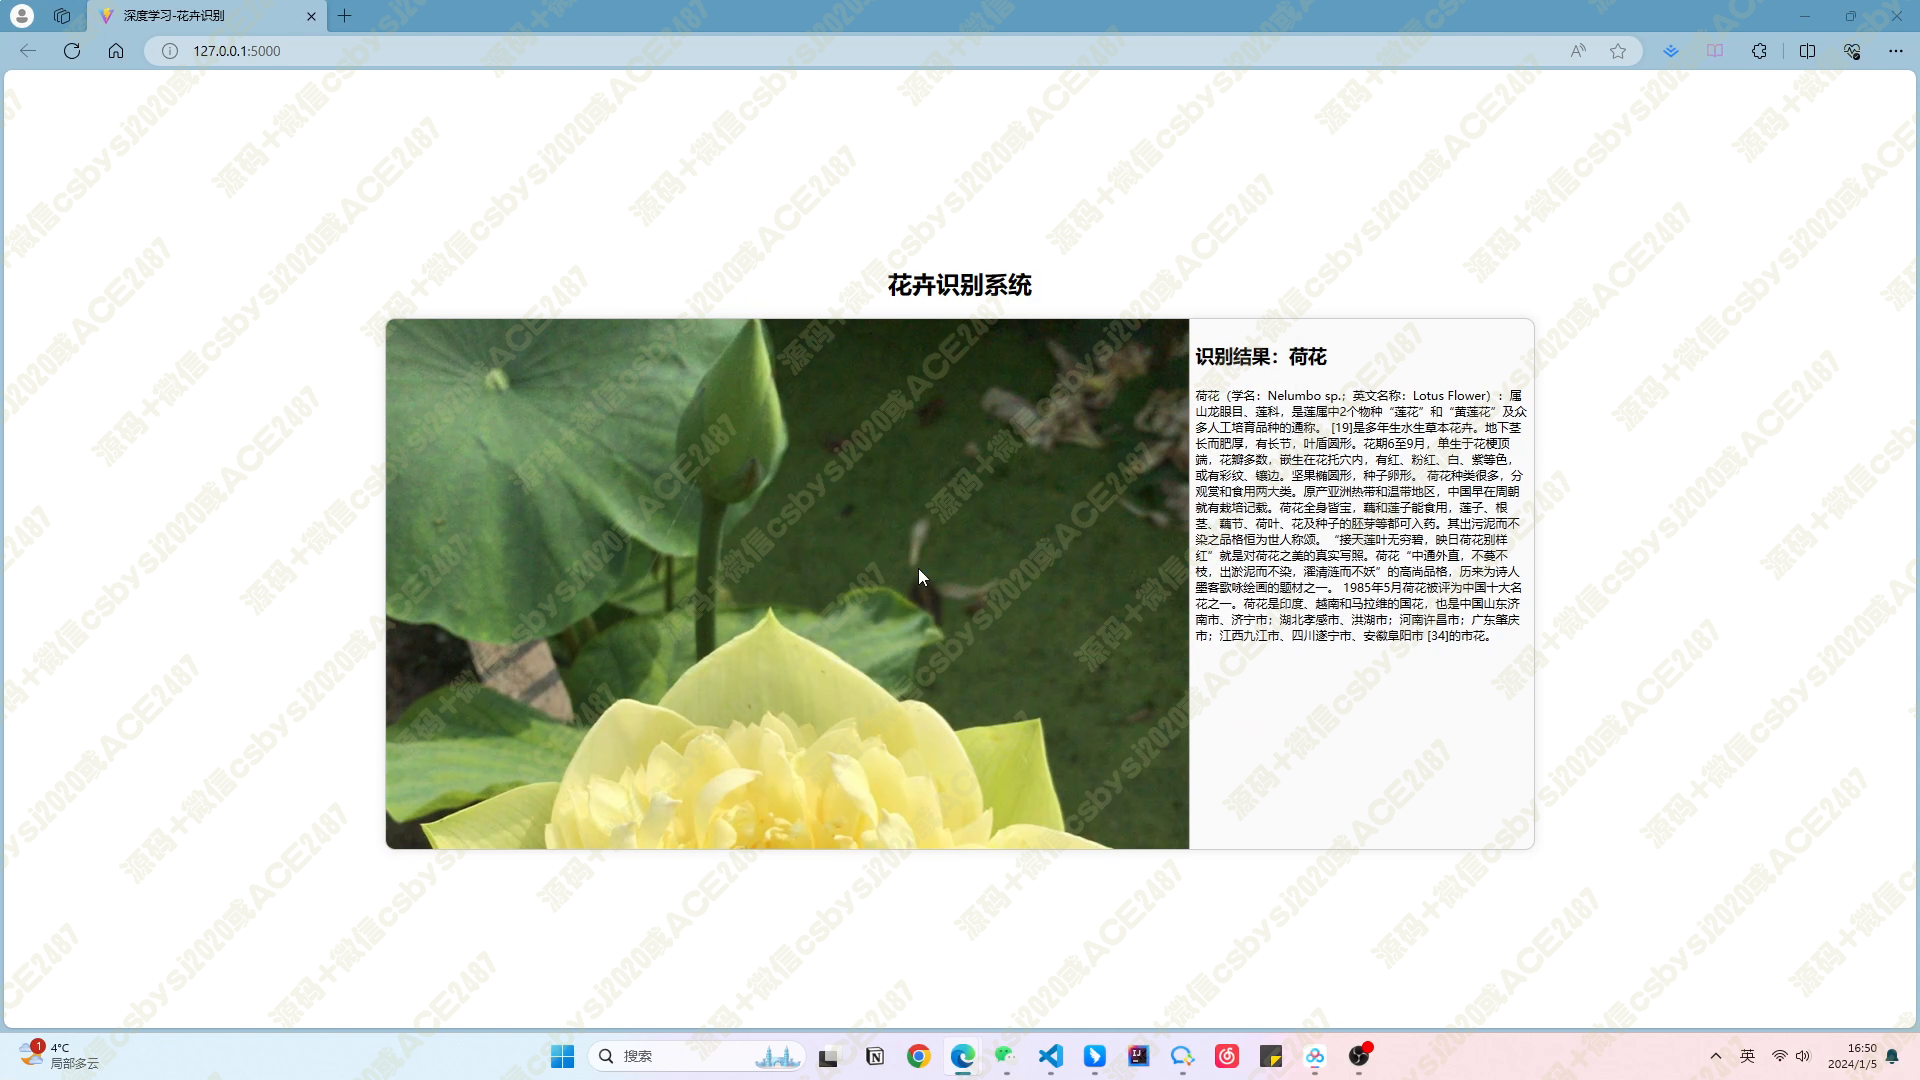 深度学习-花卉识别
127.0.0.1:5000
花卉识别系统
识别结果：荷花
荷花（学名：Nelumbo sp.；英文名称：Lotus Flower）：属
山龙眼目、莲科，是莲属中2个物种“莲花”和“黄莲花”及众
多人工培育品种的通称。 [19]是多年生水生草本花卉。地下茎
长而肥厚，有长节，叶盾圆形。花期6至9月，单生于花梗顶
端，花瓣多数，嵌生在花托穴内，有红、粉红、白、紫等色，
或有彩纹、镶边。坚果椭圆形，种子卵形。 荷花种类很多，分
观赏和食用两大类。原产亚洲热带和温带地区，中国早在周朝
就有栽培记载。荷花全身皆宝，藕和莲子能食用，莲子、根
茎、藕节、荷叶、花及种子的胚芽等都可入药。其出污泥而不
染之品格恒为世人称颂。“接天莲叶无穷碧，映日荷花别样
红”就是对荷花之美的真实写照。荷花“中通外直，不蔓不
枝，出淤泥而不染，濯清涟而不妖”的高尚品格，历来为诗人
墨客歌咏绘画的题材之一。 1985年5月荷花被评为中国十大名
花之一。荷花是印度、越南和马拉维的国花，也是中国山东济
南市、济宁市；湖北孝感市、洪湖市；河南许昌市；广东肇庆
市；江西九江市、四川遂宁市、安徽阜阳市 [34]的市花。
源码+微信csbysj2020或ACE2487
1
4°C
局部多云
搜索
英
16:50
2024/1/5